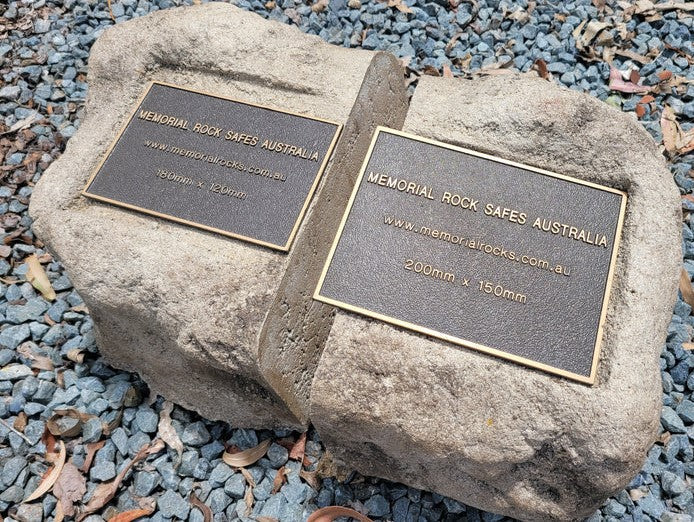 MEMORIAL ROCK SAFES AUSTRALIA
www.memorialrocks.com.au
180mm x 120mm
MEMORIAL ROCK SAFES AUSTRALIA
www.memorialrocks.com.au
200mm x 150mm